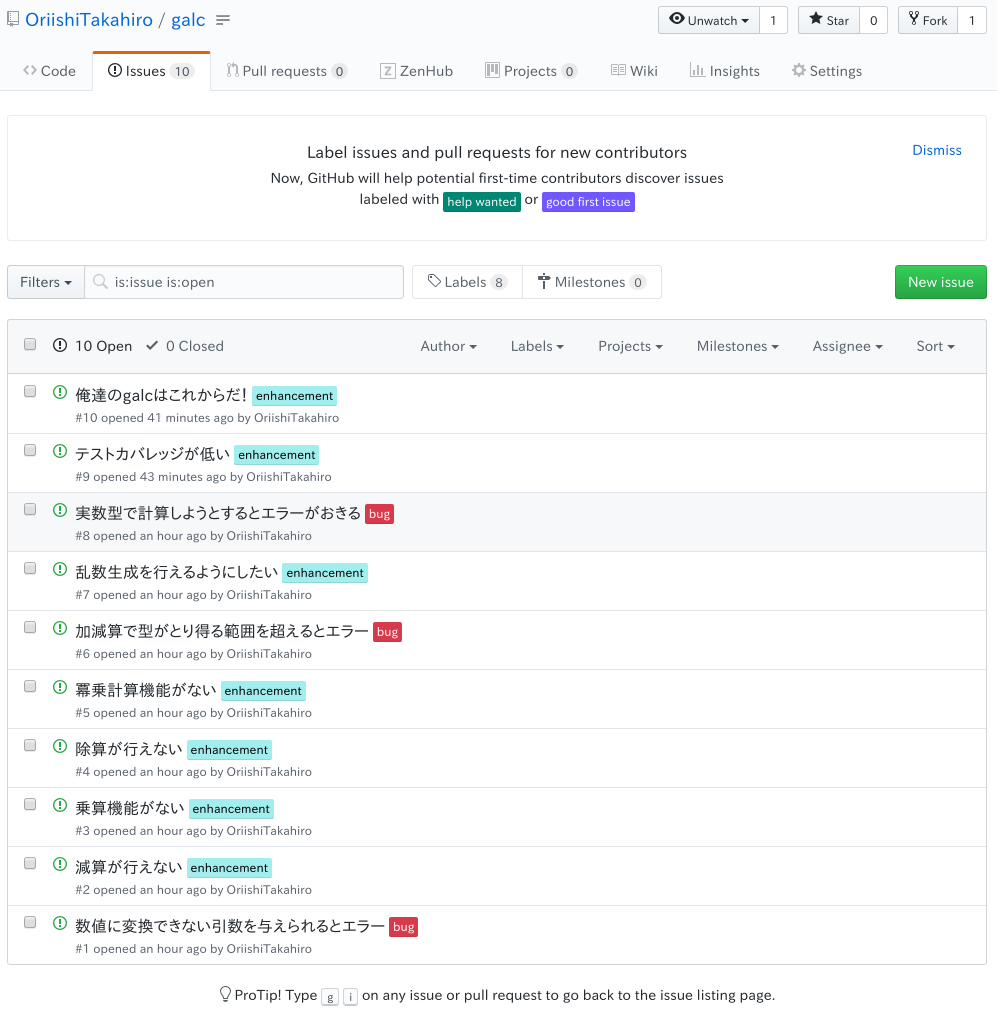 OriishiTakahiro / galc
Unwatch 1 Star 0 Fork 1
Code Issues 10 Pull requests 0 Z ZenHub Projects 0 Wiki Insights Settings
Label issues and pull requests for new contributors
Dismiss
Now, GitHub will help potential first-time contributors discover issues
labeled with help wanted or good first issue
Filters is:issue is:open Labels 8 Milestones 0 New issue
10 Open 0 Closed Author Labels Projects Milestones Assignee Sort
俺達のgalcはこれからだ! enhancement
#10 opened 41 minutes ago by OriishiTakahiro
テストカバレッジが低い enhancement
#9 opened 43 minutes ago by OriishiTakahiro
実数型で計算しようとするとエラーがおきる bug
#8 opened an hour ago by OriishiTakahiro
乱数生成を行えるようにしたい enhancement
#7 opened an hour ago by OriishiTakahiro
加減算で型がとり得る範囲を超えるとエラー bug
#6 opened an hour ago by OriishiTakahiro
冪乗計算機能がない enhancement
#5 opened an hour ago by OriishiTakahiro
除算が行えない enhancement
#4 opened an hour ago by OriishiTakahiro
乗算機能がない enhancement
#3 opened an hour ago by OriishiTakahiro
減算が行えない enhancement
#2 opened an hour ago by OriishiTakahiro
数値に変換できない引数を与えられるとエラー bug
#1 opened an hour ago by OriishiTakahiro
ProTip! Type g i on any issue or pull request to go back to the issue listing page.